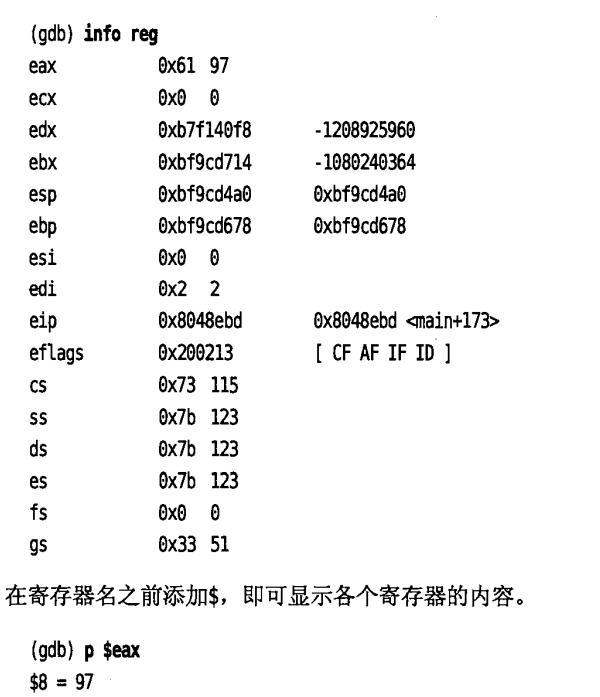 (gdb) info reg
eax 0x61 97
ecx 0x0 0
edx 0xb7f140f8 -1208925960
ebx 0xbf9cd714 -1080240364
esp 0xbf9cd4a0 0xbf9cd4a0
ebp 0xbf9cd678 0xbf9cd678
esi 0x0 0
edi 0x2 2
eip 0x8048ebd 0x8048ebd <main+173>
eflags 0x200213 [ CF AF IF ID ]
cs 0x73 115
ss 0x7b 123
ds 0x7b 123
es 0x7b 123
fs 0x0 0
gs 0x33 51
在寄存器名之前添加$，即可显示各个寄存器的内容。
(gdb) p $eax
$8 = 97